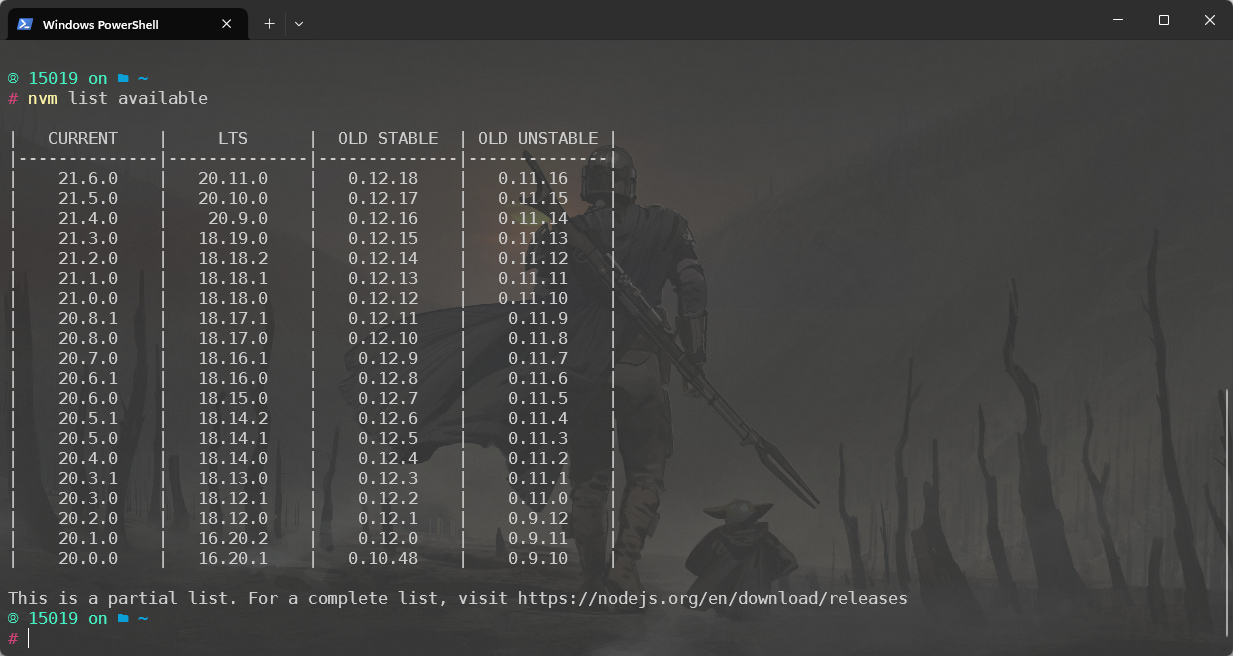 Windows PowerShell
15019 on ~
# nvm list available
| CURRENT | LTS | OLD STABLE | OLD UNSTABLE |
|--------------|--------------|--------------|--------------|
| 21.6.0 | 20.11.0 | 0.12.18 | 0.11.16 |
| 21.5.0 | 20.10.0 | 0.12.17 | 0.11.15 |
| 21.4.0 | 20.9.0 | 0.12.16 | 0.11.14 |
| 21.3.0 | 18.19.0 | 0.12.15 | 0.11.13 |
| 21.2.0 | 18.18.2 | 0.12.14 | 0.11.12 |
| 21.1.0 | 18.18.1 | 0.12.13 | 0.11.11 |
| 21.0.0 | 18.18.0 | 0.12.12 | 0.11.10 |
| 20.8.1 | 18.17.1 | 0.12.11 | 0.11.9 |
| 20.8.0 | 18.17.0 | 0.12.10 | 0.11.8 |
| 20.7.0 | 18.16.1 | 0.12.9 | 0.11.7 |
| 20.6.1 | 18.16.0 | 0.12.8 | 0.11.6 |
| 20.6.0 | 18.15.0 | 0.12.7 | 0.11.5 |
| 20.5.1 | 18.14.2 | 0.12.6 | 0.11.4 |
| 20.5.0 | 18.14.1 | 0.12.5 | 0.11.3 |
| 20.4.0 | 18.14.0 | 0.12.4 | 0.11.2 |
| 20.3.1 | 18.13.0 | 0.12.3 | 0.11.1 |
| 20.3.0 | 18.12.1 | 0.12.2 | 0.11.0 |
| 20.2.0 | 18.12.0 | 0.12.1 | 0.9.12 |
| 20.1.0 | 16.20.2 | 0.12.0 | 0.9.11 |
| 20.0.0 | 16.20.1 | 0.10.48 | 0.9.10 |
This is a partial list. For a complete list, visit https://nodejs.org/en/download/releases
15019 on ~
#